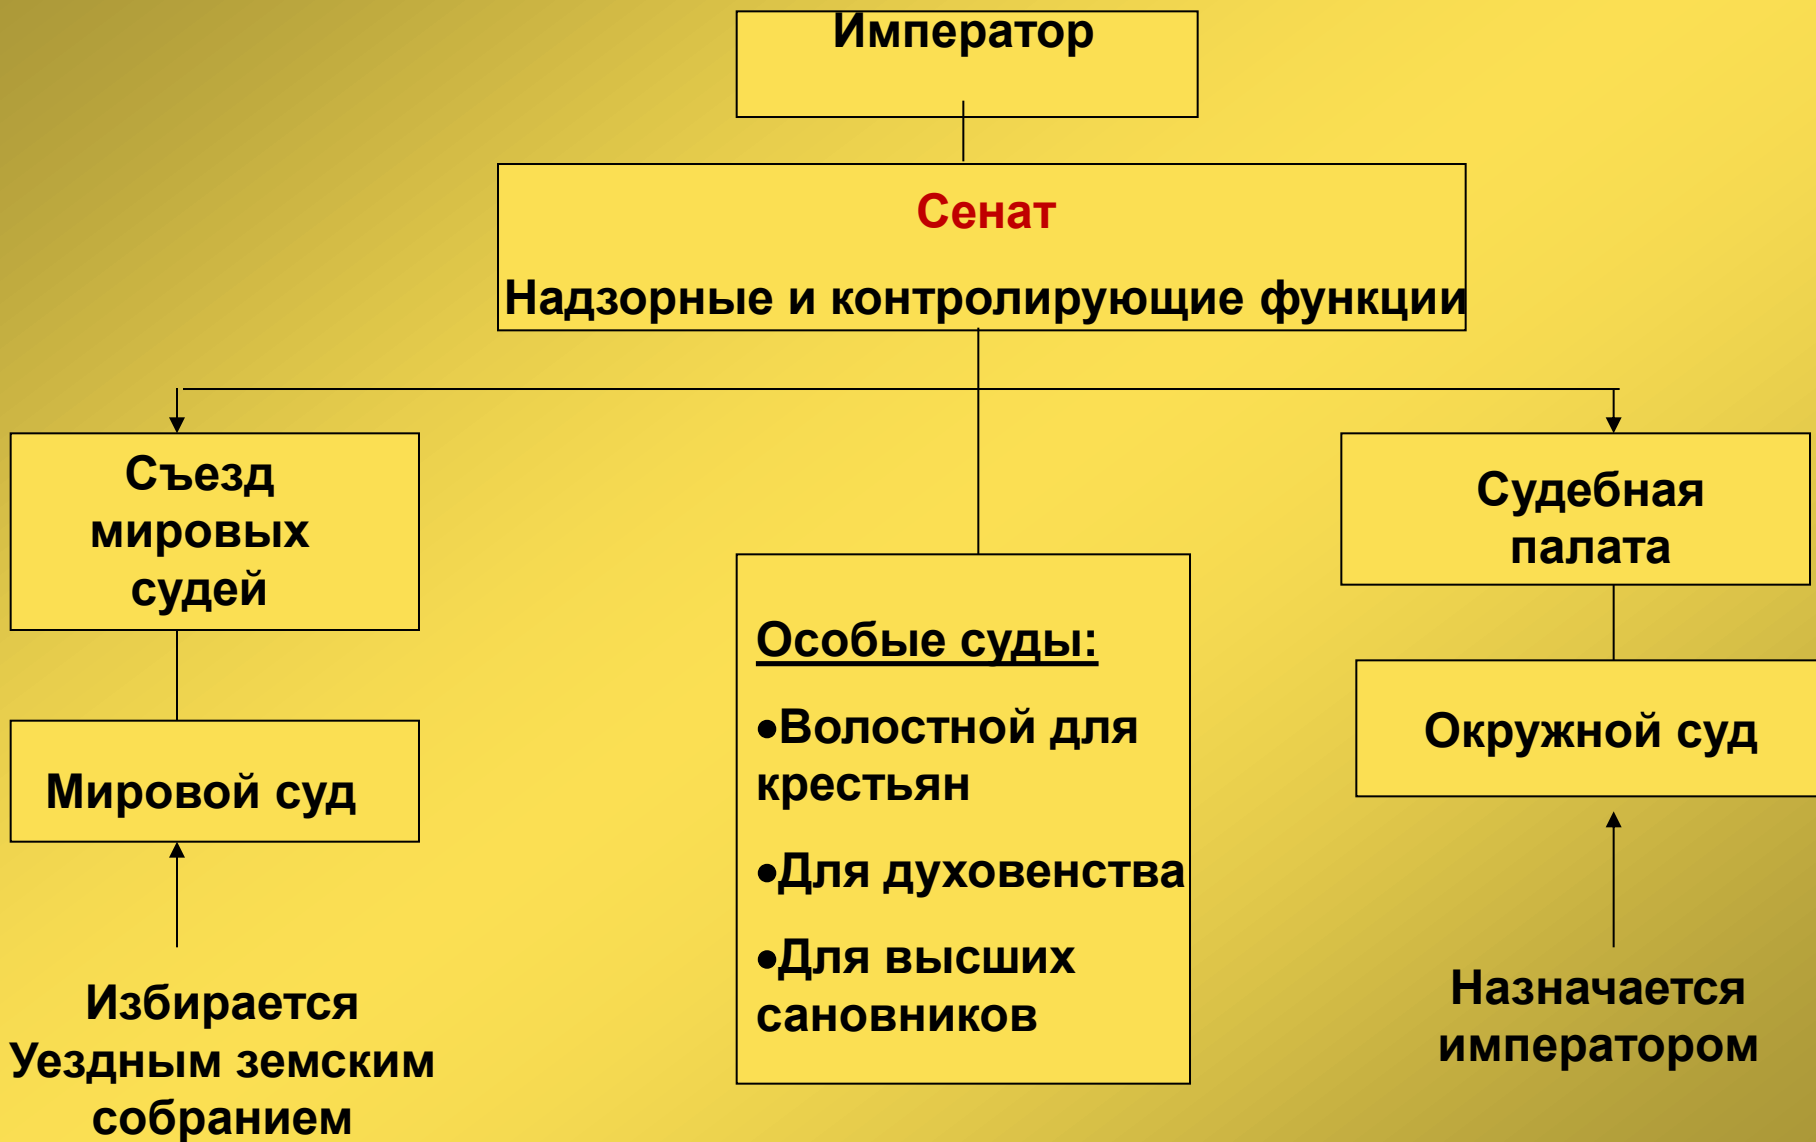 Император
Сенат
Надзорные и контролирующие функции
Съезд
мировых
судей
Мировой суд
Избирается
Уездным земским
собранием
Особые суды:
•Волостной для
крестьян
•Для духовенства
•Для высших
сановников
Судебная
палата
Окружной суд
Назначается
императором